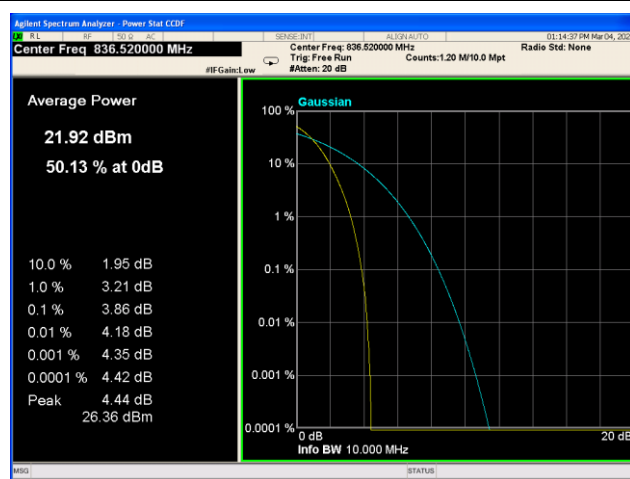 Agilent Spectrum Analyzer - Power Stat CCDF
RL RF 50 Ω AC SENSE:INT ALIGN AUTO 01:14:37 PM Mar 04, 202
Center Freq 836.520000 MHz Center Freq: 836.520000 MHz Radio Std: None
Trig: Free Run Counts:1.20 M/10.0 Mpt
#IFGain:Low #Atten: 20 dB
Average Power
21.92 dBm
50.13 % at 0dB
10.0 % 1.95 dB
1.0 % 3.21 dB
0.1 % 3.86 dB
0.01 % 4.18 dB
0.001 % 4.35 dB
0.0001 % 4.42 dB
Peak 4.44 dB
26.36 dBm
Gaussian
100 %
10 %
1 %
0.1 %
0.01 %
0.001 %
0.0001 %
0 dB 20 dB
Info BW 10.000 MHz
MSG STATUS